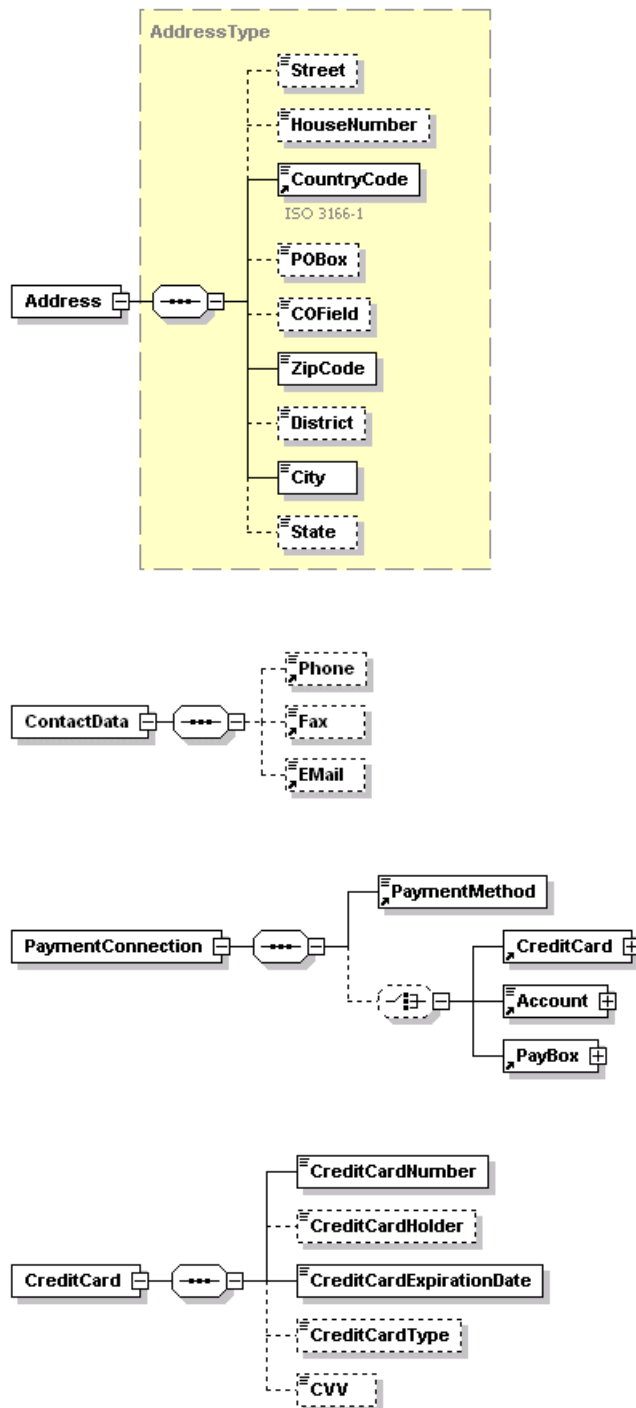 AddressType
Street
HouseNumber
CountryCode
ISO 3166-1
POBox
Address
COField
ZipCode
District
City
State
Phone
ContactData
Fax
EMail
PaymentMethod
PaymentConnection
CreditCard
Account
PayBox
CreditCardNumber
CreditCardHolder
CreditCard
CreditCardExpirationDate
CreditCardType
CVV